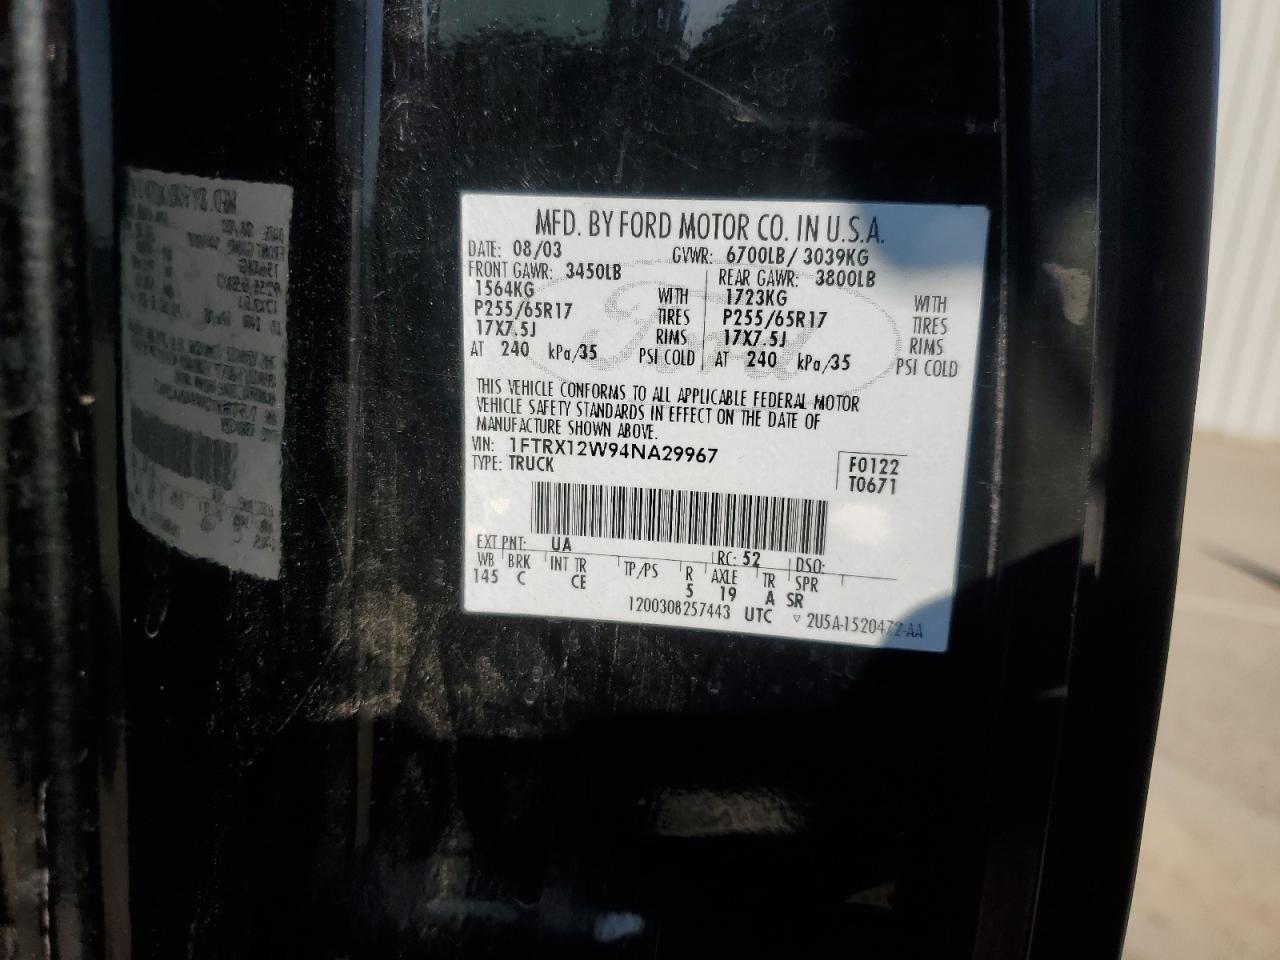 MFD. BY FORD MOTOR CO. IN U.S.A.
DATE: 08/03 GVWR: 6700LB/ 3039KG
FRONT GAWR: 3450LB REAR GAWR: 3800LB
1564KG WITH 1723KG WITH
P255/65R17 TIRES P255/65R17 TIRES
17X7.5J RIMS 17X7.5J RIMS
AT 240 kPa/35 PSI COLD AT 240 kPa/35 PSI COLD
Ford
THIS VEHICLE CONFORMS TO ALL APPLICABLE FEDERAL MOTOR
VEHICLE SAFETY STANDARDS IN EFFECT ON THE DATE OF
MANUFACTURE SHOWN ABOVE.
VIN: 1FTRX12W94NA29967
TYPE: TRUCK
F0122
T0671
EXT PNT: UA RC: 52 DSO:
WB BRK INT TR TP/PS R AXLE TR SPR
145 C CE 5 19 A SR
1200308257443 UTC ▽ 2U5A-1520472-AA